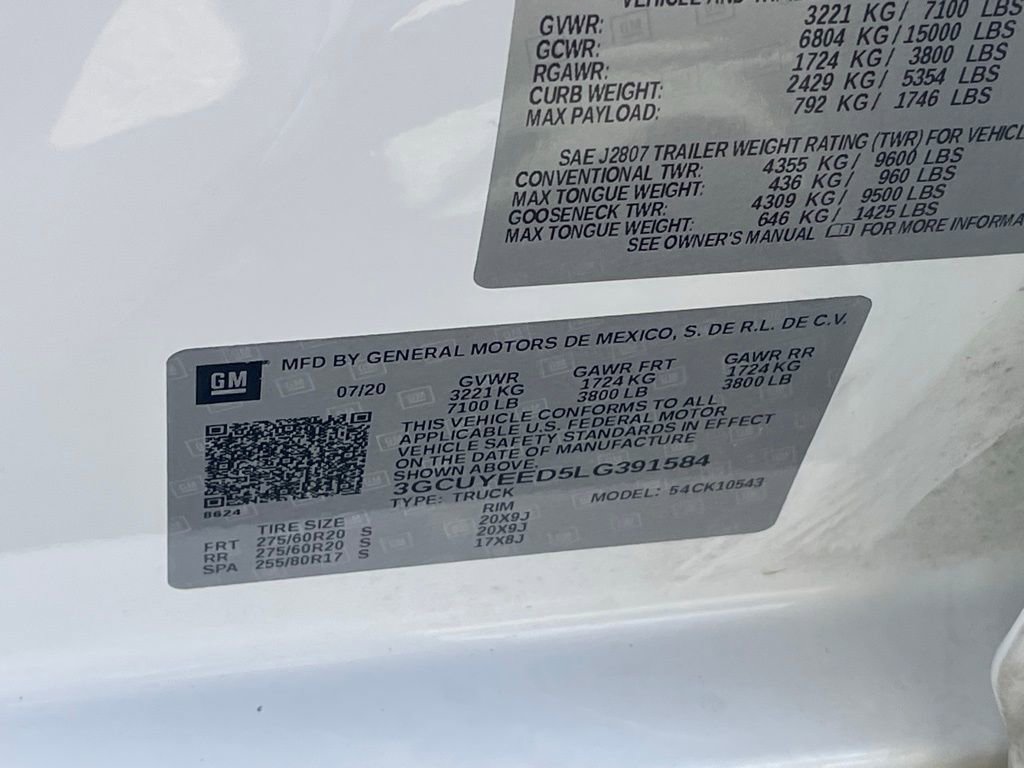 GVWR: 3221 KG/ 7100 LBS
GCWR: 6804 KG/15000 LBS
RGAWR: 1724 KG/ 3800 LBS
CURB WEIGHT: 2429 KG/ 5354 LBS
MAX PAYLOAD: 792 KG/ 1746 LBS
SAE J2807 TRAILER WEIGHT RATING (TWR) FOR
CONVENTIONAL TWR: 4355 KG/ 9600 LBS
MAX TONGUE WEIGHT: 436 KG/ 960 LBS
GOOSENECK TWR: 4309 KG/ 9500 LBS
MAX TONGUE WEIGHT: 646 KG/ 1425 LBS
SEE OWNER'S MANUAL FOR MORE
GM
MFD BY GENERAL MOTORS DE MEXICO, S. DE R.L. DE C.V.
07/20
GVWR GAWR FRT GAWR RR
3221 KG 1724 KG 1724 KG
7100 LB 3800 LB 3800 LB
THIS VEHICLE CONFORMS TO ALL
APPLICABLE U.S. FEDERAL MOTOR
VEHICLE SAFETY STANDARDS IN EFFECT
ON THE DATE OF MANUFACTURE
SHOWN ABOVE.
3GCUYEED5LG391584
TYPE: TRUCK MODEL: 54CK10543
8624
TIRE SIZE RIM
FRT 275/60R20 S 20X9J
RR 275/60R20 S 20X9J
SPA 255/80R17 S 17X8J